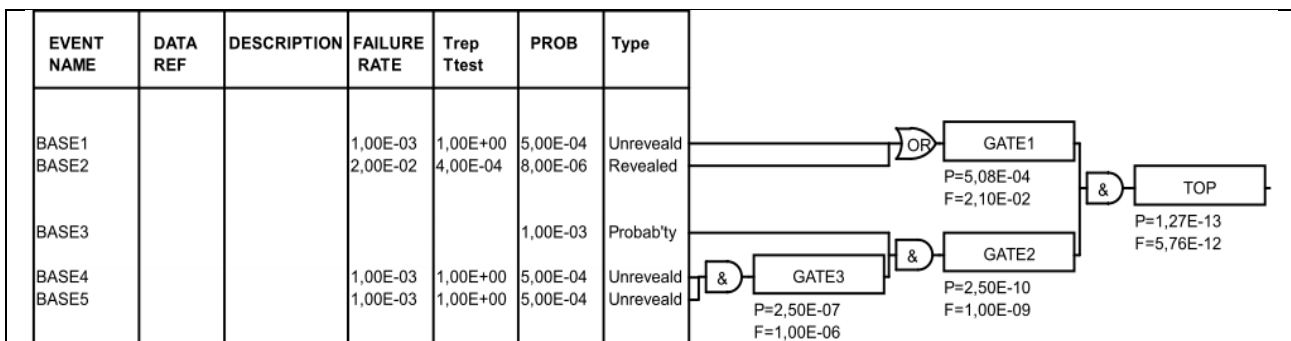 EVENT NAME DATA REF DESCRIPTION FAILURE RATE Trep Ttest PROB Type
BASE1 1,00E-03 1,00E+00 5,00E-04 Unreveald
BASE2 2,00E-02 4,00E-04 8,00E-06 Revealed
OR GATE1
P=5,08E-04
F=2,10E-02
& TOP
P=1,27E-13
F=5,76E-12
BASE3 1,00E-03 Probab'ty
& GATE2
P=2,50E-10
F=1,00E-09
BASE4 1,00E-03 1,00E+00 5,00E-04 Unreveald
BASE5 1,00E-03 1,00E+00 5,00E-04 Unreveald
& GATE3
P=2,50E-07
F=1,00E-06